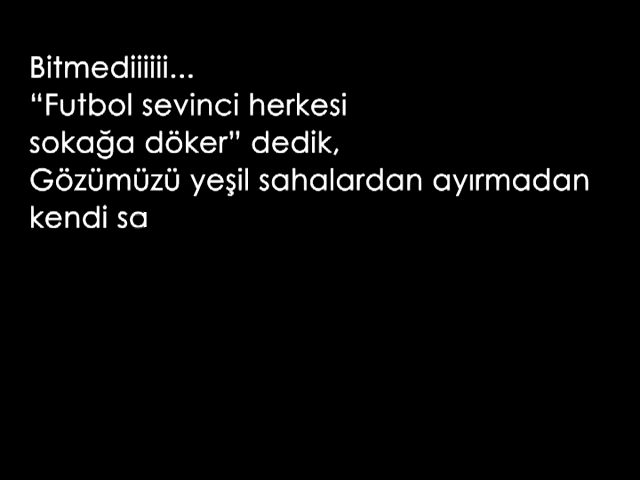 Bitmediiiiii...
“Futbol sevinci herkesi
sokağa döker” dedik,
Gözümüzü yeşil sahalardan ayırmadan
kendi sa